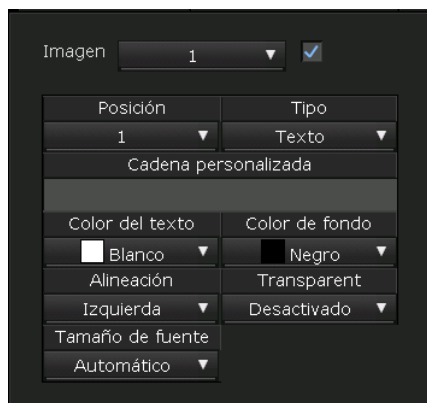 Imagen 1
Posición Tipo
1 Texto
Cadena personalizada
Color del texto Color de fondo
Blanco Negro
Alineación Transparent
Izquierda Desactivado
Tamaño de fuente
Automático